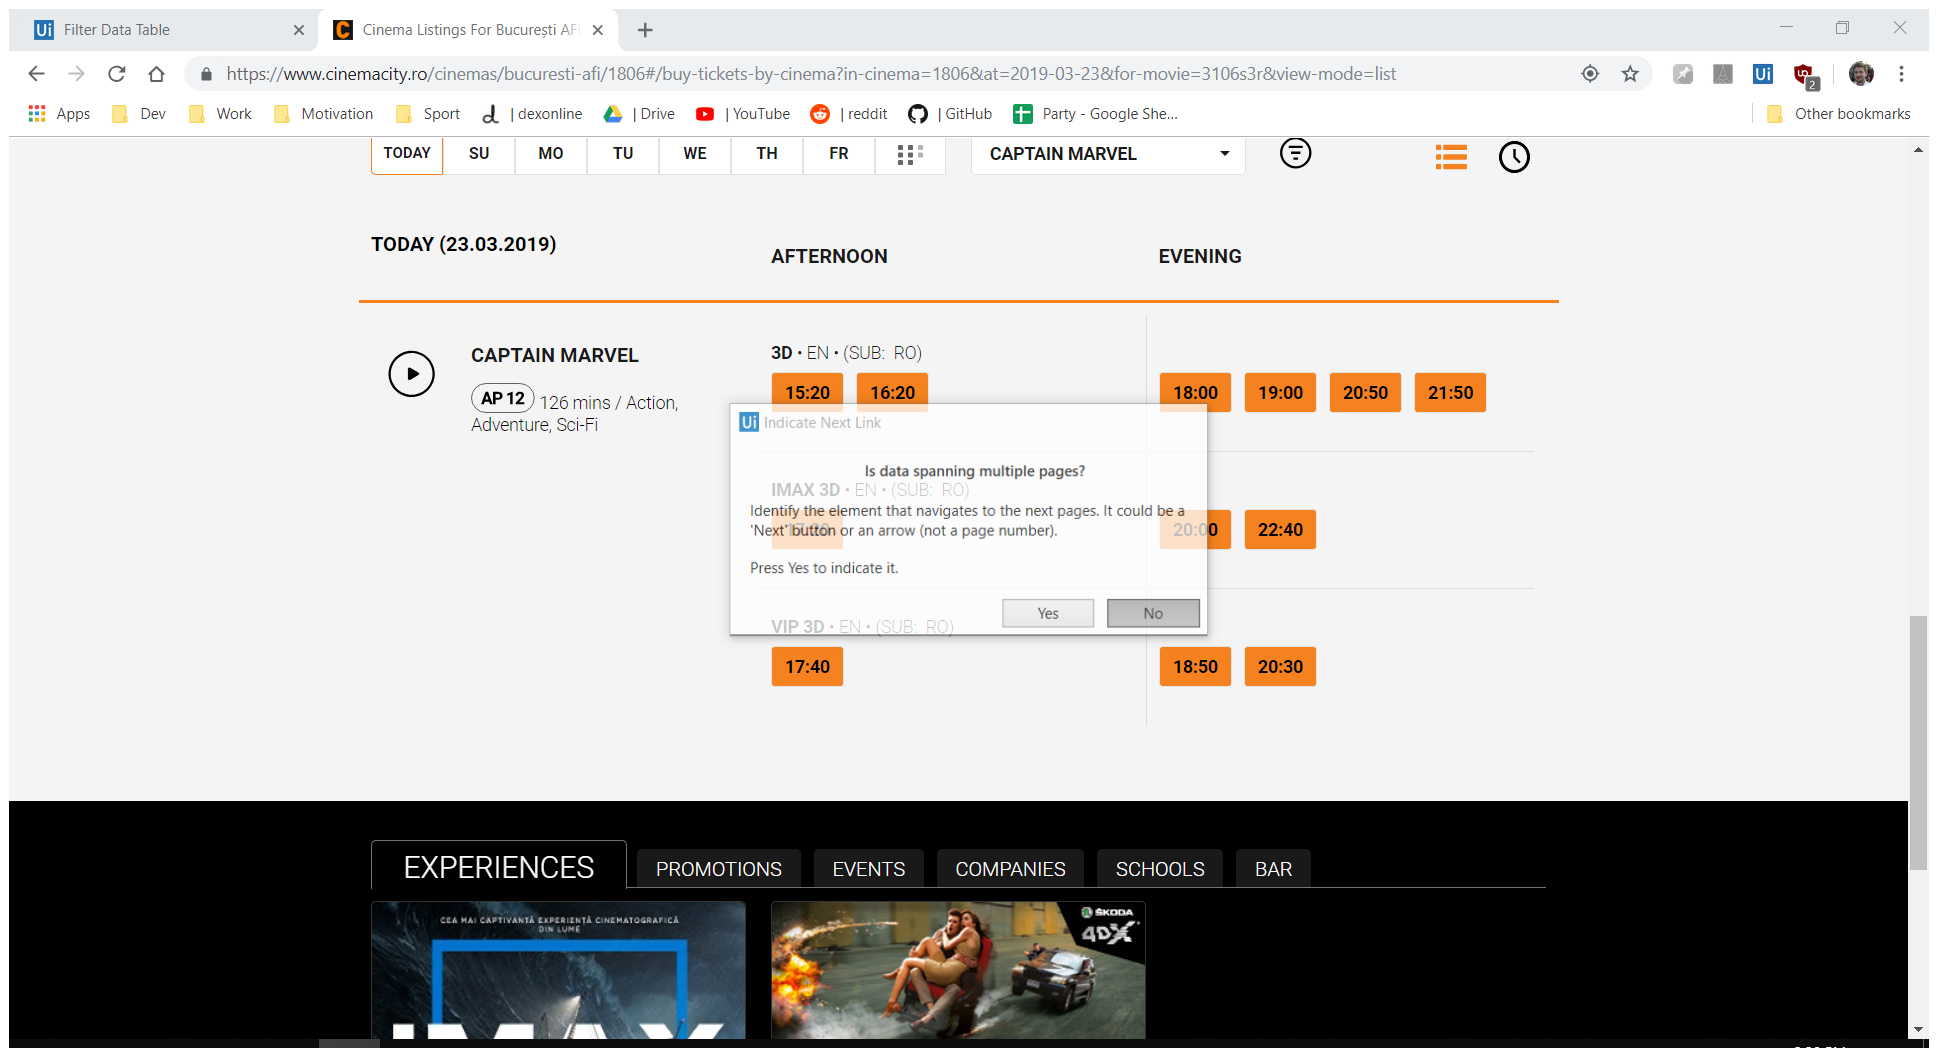 Ui Filter Data Table
C Cinema Listings For București AFI
https://www.cinemacity.ro/cinemas/bucuresti-afi/1806#/buy-tickets-by-cinema?in-cinema=1806&at=2019-03-23&for-movie=3106s3r&view-mode=list
Ui
2
Apps Dev Work Motivation Sport | dexonline | Drive | YouTube | reddit | GitHub Party - Google She... Other bookmarks
TODAY SU MO TU WE TH FR CAPTAIN MARVEL
TODAY (23.03.2019)
AFTERNOON EVENING
CAPTAIN MARVEL
AP 12 126 mins / Action,
Adventure, Sci-Fi
3D • EN • (SUB: RO)
15:20 16:20 18:00 19:00 20:50 21:50
Ui Indicate Next Link
Is data spanning multiple pages?
IMAX 3D • EN • (SUB: RO)
Identify the element that navigates to the next pages. It could be a
'Next' button or an arrow (not a page number).
20:00 22:40
Press Yes to indicate it.
Yes No
VIP 3D • EN • (SUB: RO)
17:40 18:50 20:30
EXPERIENCES PROMOTIONS EVENTS COMPANIES SCHOOLS BAR
CEA MAI CAPTIVANTĂ EXPERIENȚĂ CINEMATOGRAFICĂ
DIN LUME
IMAX
ŠKODA
4DX